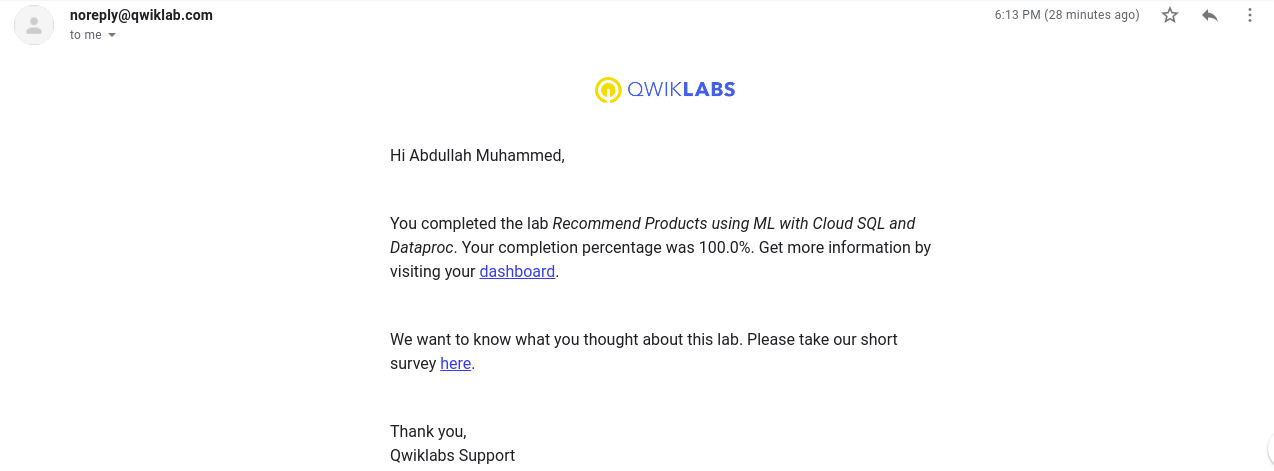 noreply@qwiklab.com
6:13 PM (28 minutes ago)
to me
QWIKLABS
Hi Abdullah Muhammed,
You completed the lab Recommend Products using ML with Cloud SQL and
Dataproc. Your completion percentage was 100.0%. Get more information by
visiting your dashboard.
We want to know what you thought about this lab. Please take our short
survey here.
Thank you,
Qwiklabs Support